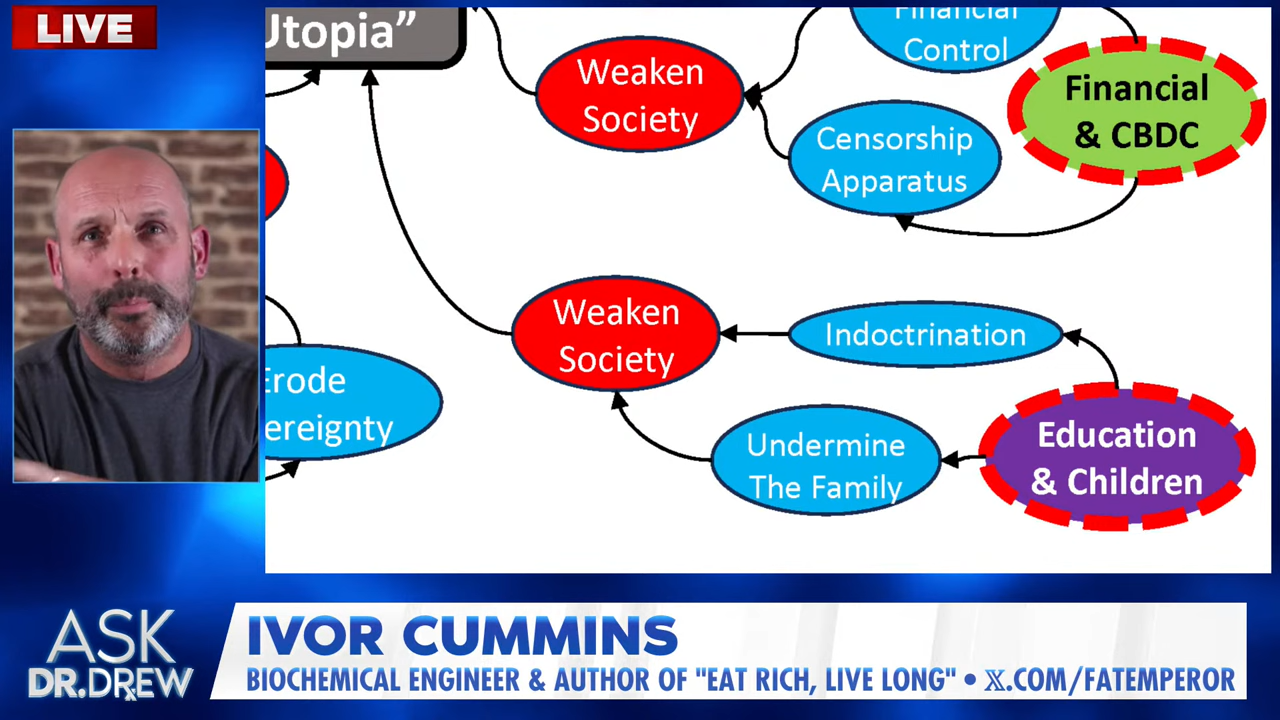 LIVE
Utopia”
Weaken
Society
Financial
Control
Financial
& CBDC
Censorship
Apparatus
Weaken
Society
Indoctrination
Erode
ereignty
Undermine
The Family
Education
& Children
ASK
DR.DREW
IVOR CUMMINS
BIOCHEMICAL ENGINEER & AUTHOR OF "EAT RICH, LIVE LONG" • X.COM/FATEMPEROR